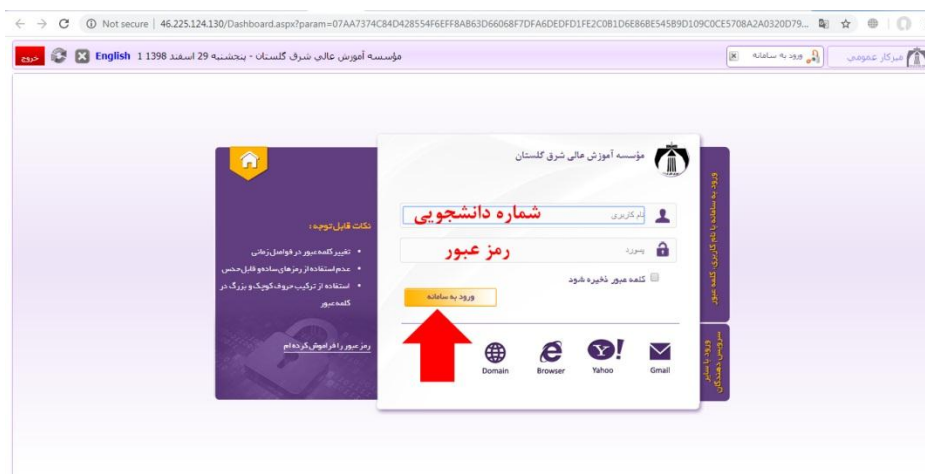 Not secure | 46.225.124.130/Dashboard.aspx?param=07AA7374C84D428554F6EFF8AB63D66068F7DFA6DEDFD1FE2C0B1D6E86BE545B9D109C0CE5708A2A0320D79...
میزکار عمومی
ورود به سامانه
مؤسسه آموزش عالی شرق گلستان - پنجشنبه 29 اسفند 1398 1 English
خروج
مؤسسه آموزش عالی شرق گلستان
نام کاربری
شماره دانشجویی
پسورد
رمز عبور
کلمه عبور ذخیره شود
ورود به سامانه
Gmail
Yahoo
Browser
Domain
ورود به سامانه با نام کاربری، کلمه عبور
ورود با سایر
سرویس دهندگان
نکات قابل توجه :
تغییر کلمه عبور در فواصل زمانی
عدم استفاده از رمزهای ساده و قابل حدس
استفاده از ترکیب حروف کوچک و بزرگ در
کلمه عبور
رمز عبور را فراموش کرده ام